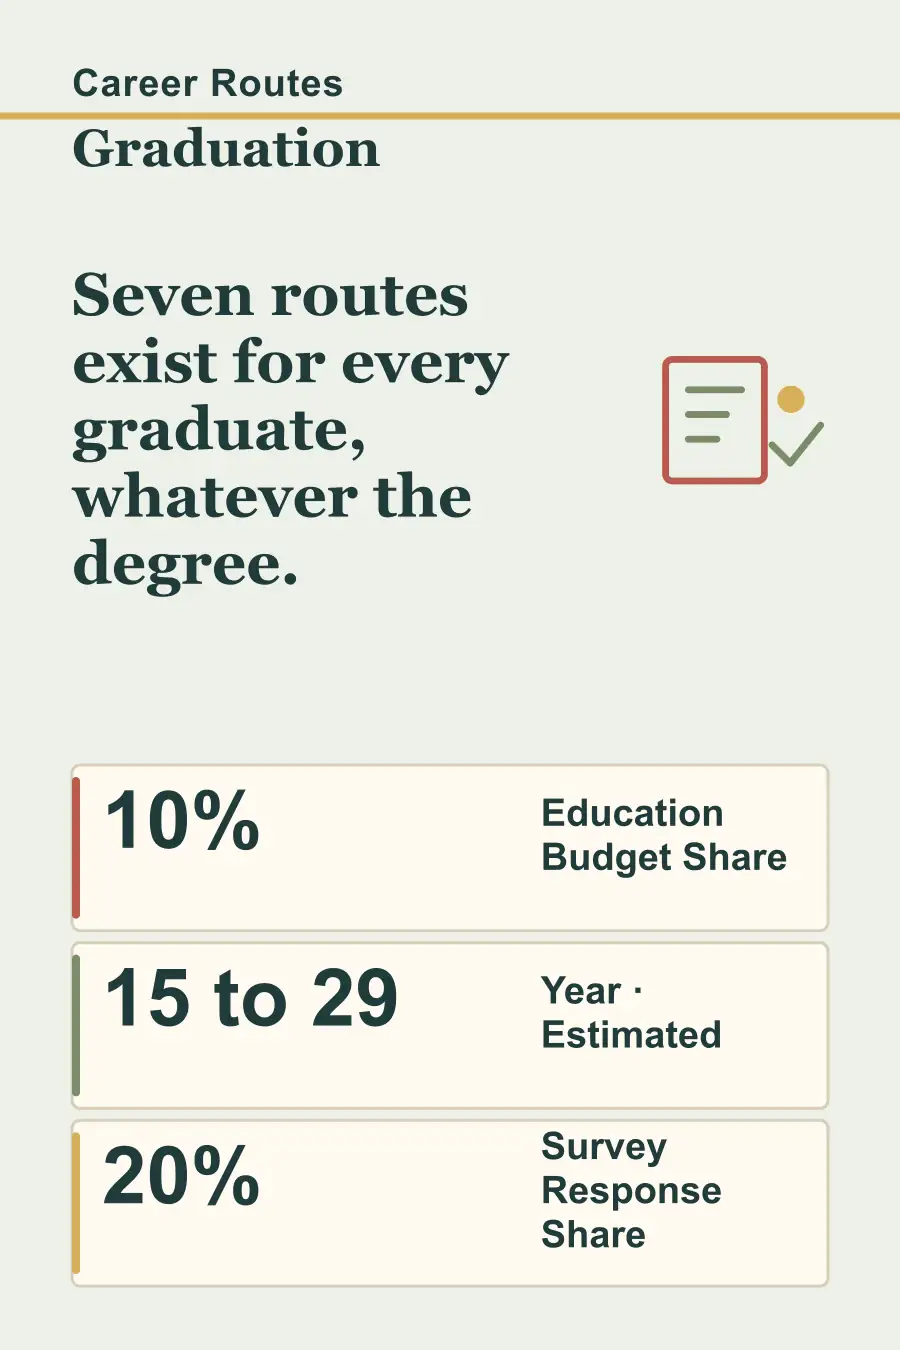 Career Routes
Graduation
Seven routes
exist for every
graduate,
whatever the
degree.
10%
Education
Budget Share
15 to 29
Year ·
Estimated
20%
Survey
Response
Share